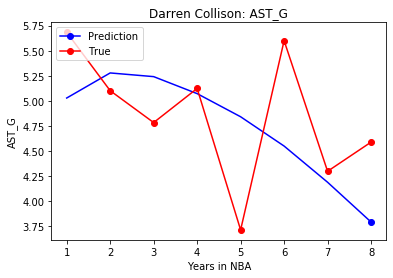 Darren Collison: AST_G
Prediction
True
AST_G
5.75
5.50
5.25
5.00
4.75
4.50
4.25
4.00
3.75
1 2 3 4 5 6 7 8
Years in NBA